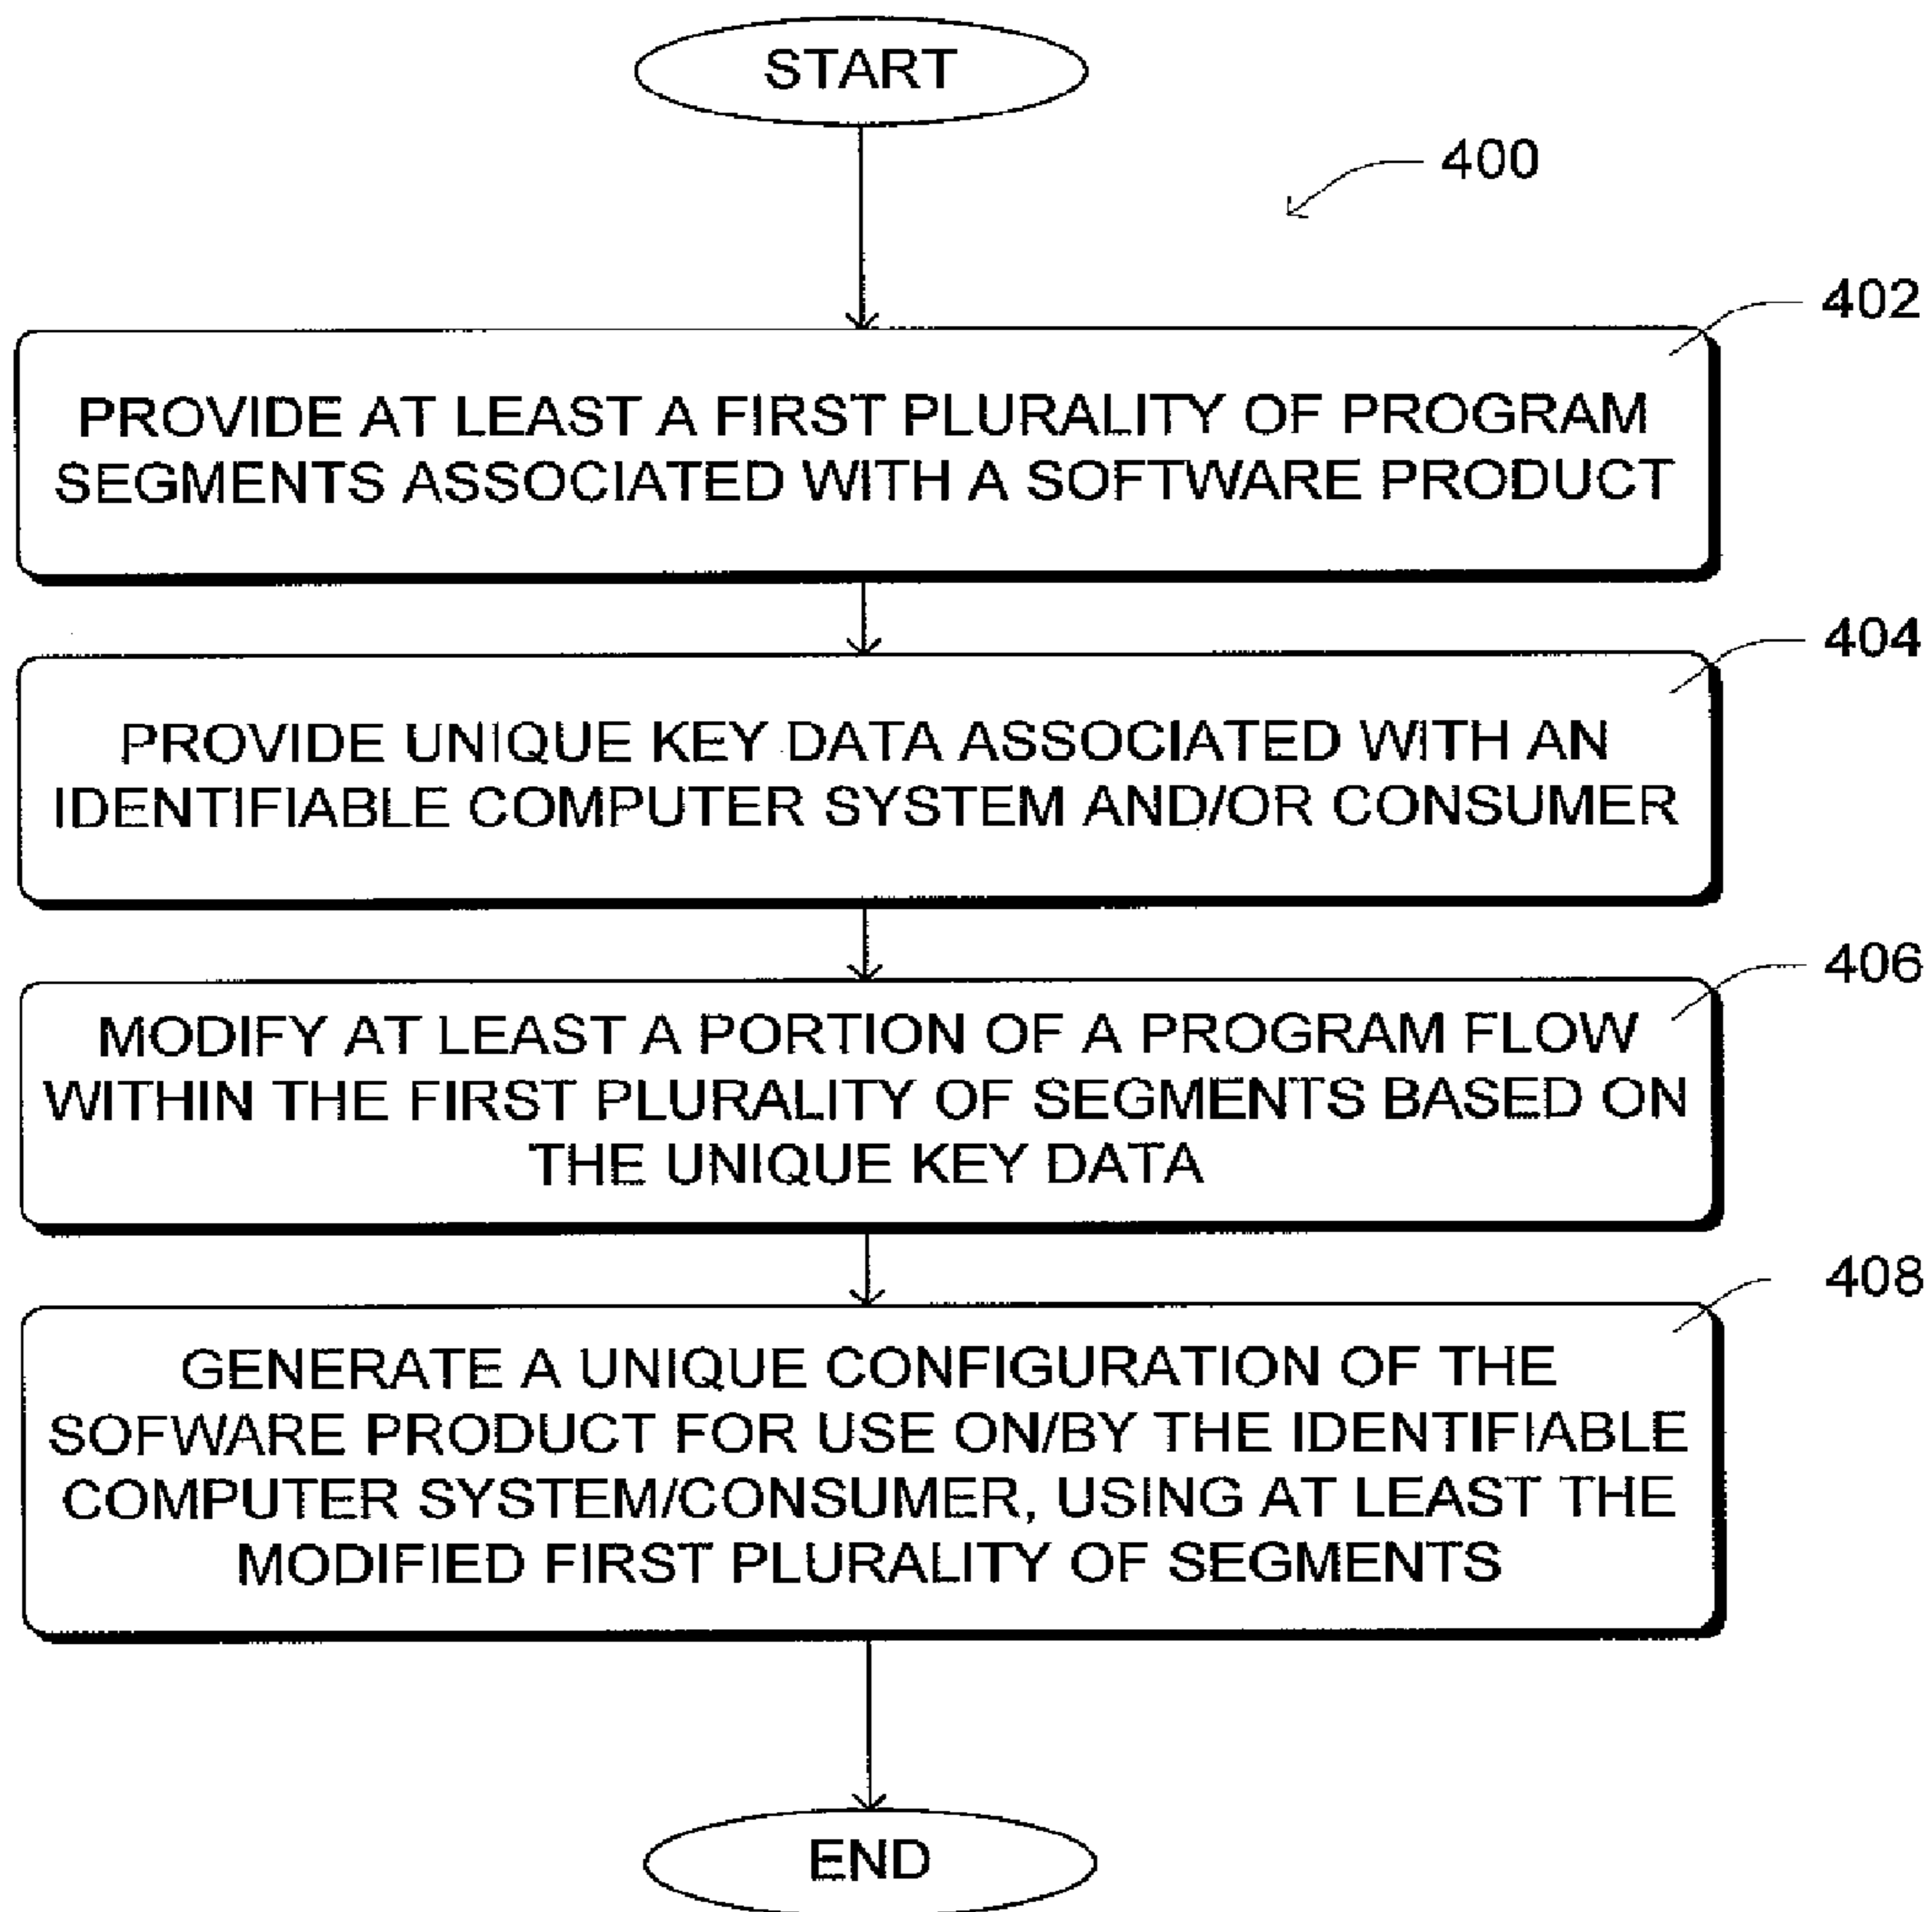 START
400
402
PROVIDE AT LEAST A FIRST PLURALITY OF PROGRAM
SEGMENTS ASSOCIATED WITH A SOFTWARE PRODUCT
404
PROVIDE UNIQUE KEY DATA ASSOCIATED WITH AN
IDENTIFIABLE COMPUTER SYSTEM AND/OR CONSUMER
406
MODIFY AT LEAST A PORTION OF A PROGRAM FLOW
WITHIN THE FIRST PLURALITY OF SEGMENTS BASED ON
THE UNIQUE KEY DATA
408
GENERATE A UNIQUE CONFIGURATION OF THE
SOFWARE PRODUCT FOR USE ON/BY THE IDENTIFIABLE
COMPUTER SYSTEM/CONSUMER, USING AT LEAST THE
MODIFIED FIRST PLURALITY OF SEGMENTS
END